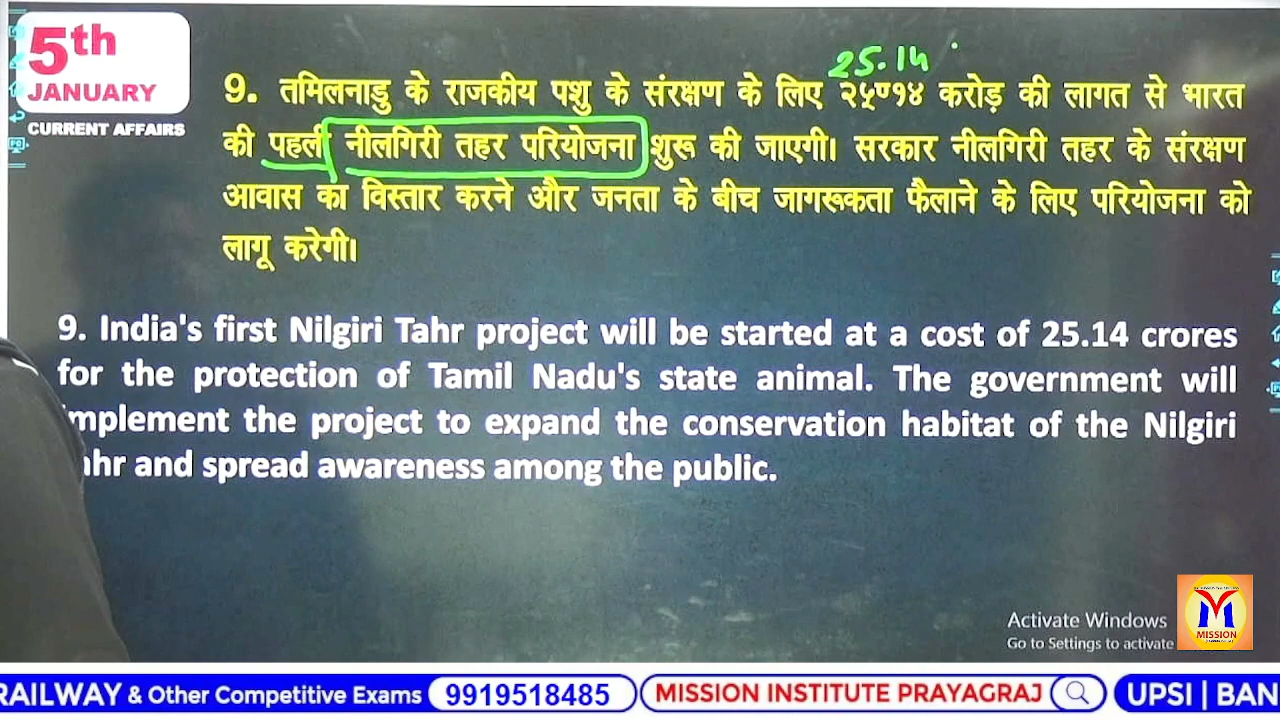 5th
JANUARY
CURRENT AFFAIRS
25.14
9. तमिलनाडु के राजकीय पशु के संरक्षण के लिए २५ण्१४ करोड़ की लागत से भारत
की पहली नीलगिरी तहर परियोजना शुरू की जाएगी। सरकार नीलगिरी तहर के संरक्षण
आवास का विस्तार करने और जनता के बीच जागरूकता फैलाने के लिए परियोजना को
लागू करेगी।
9. India's first Nilgiri Tahr project will be started at a cost of 25.14 crores
for the protection of Tamil Nadu's state animal. The government will
implement the project to expand the conservation habitat of the Nilgiri
ahr and spread awareness among the public.
Activate Windows
Go to Settings to activate
MISSION
RAILWAY & Other Competitive Exams 9919518485 MISSION INSTITUTE PRAYAGRAJ UPSI | BAN